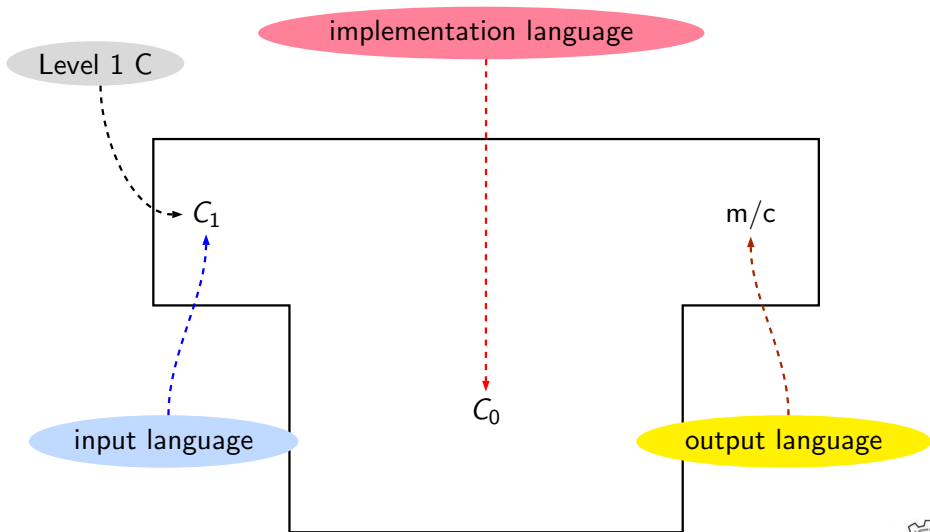 implementation language
Level 1 C
C₁
m/c
C₀
input language
output language